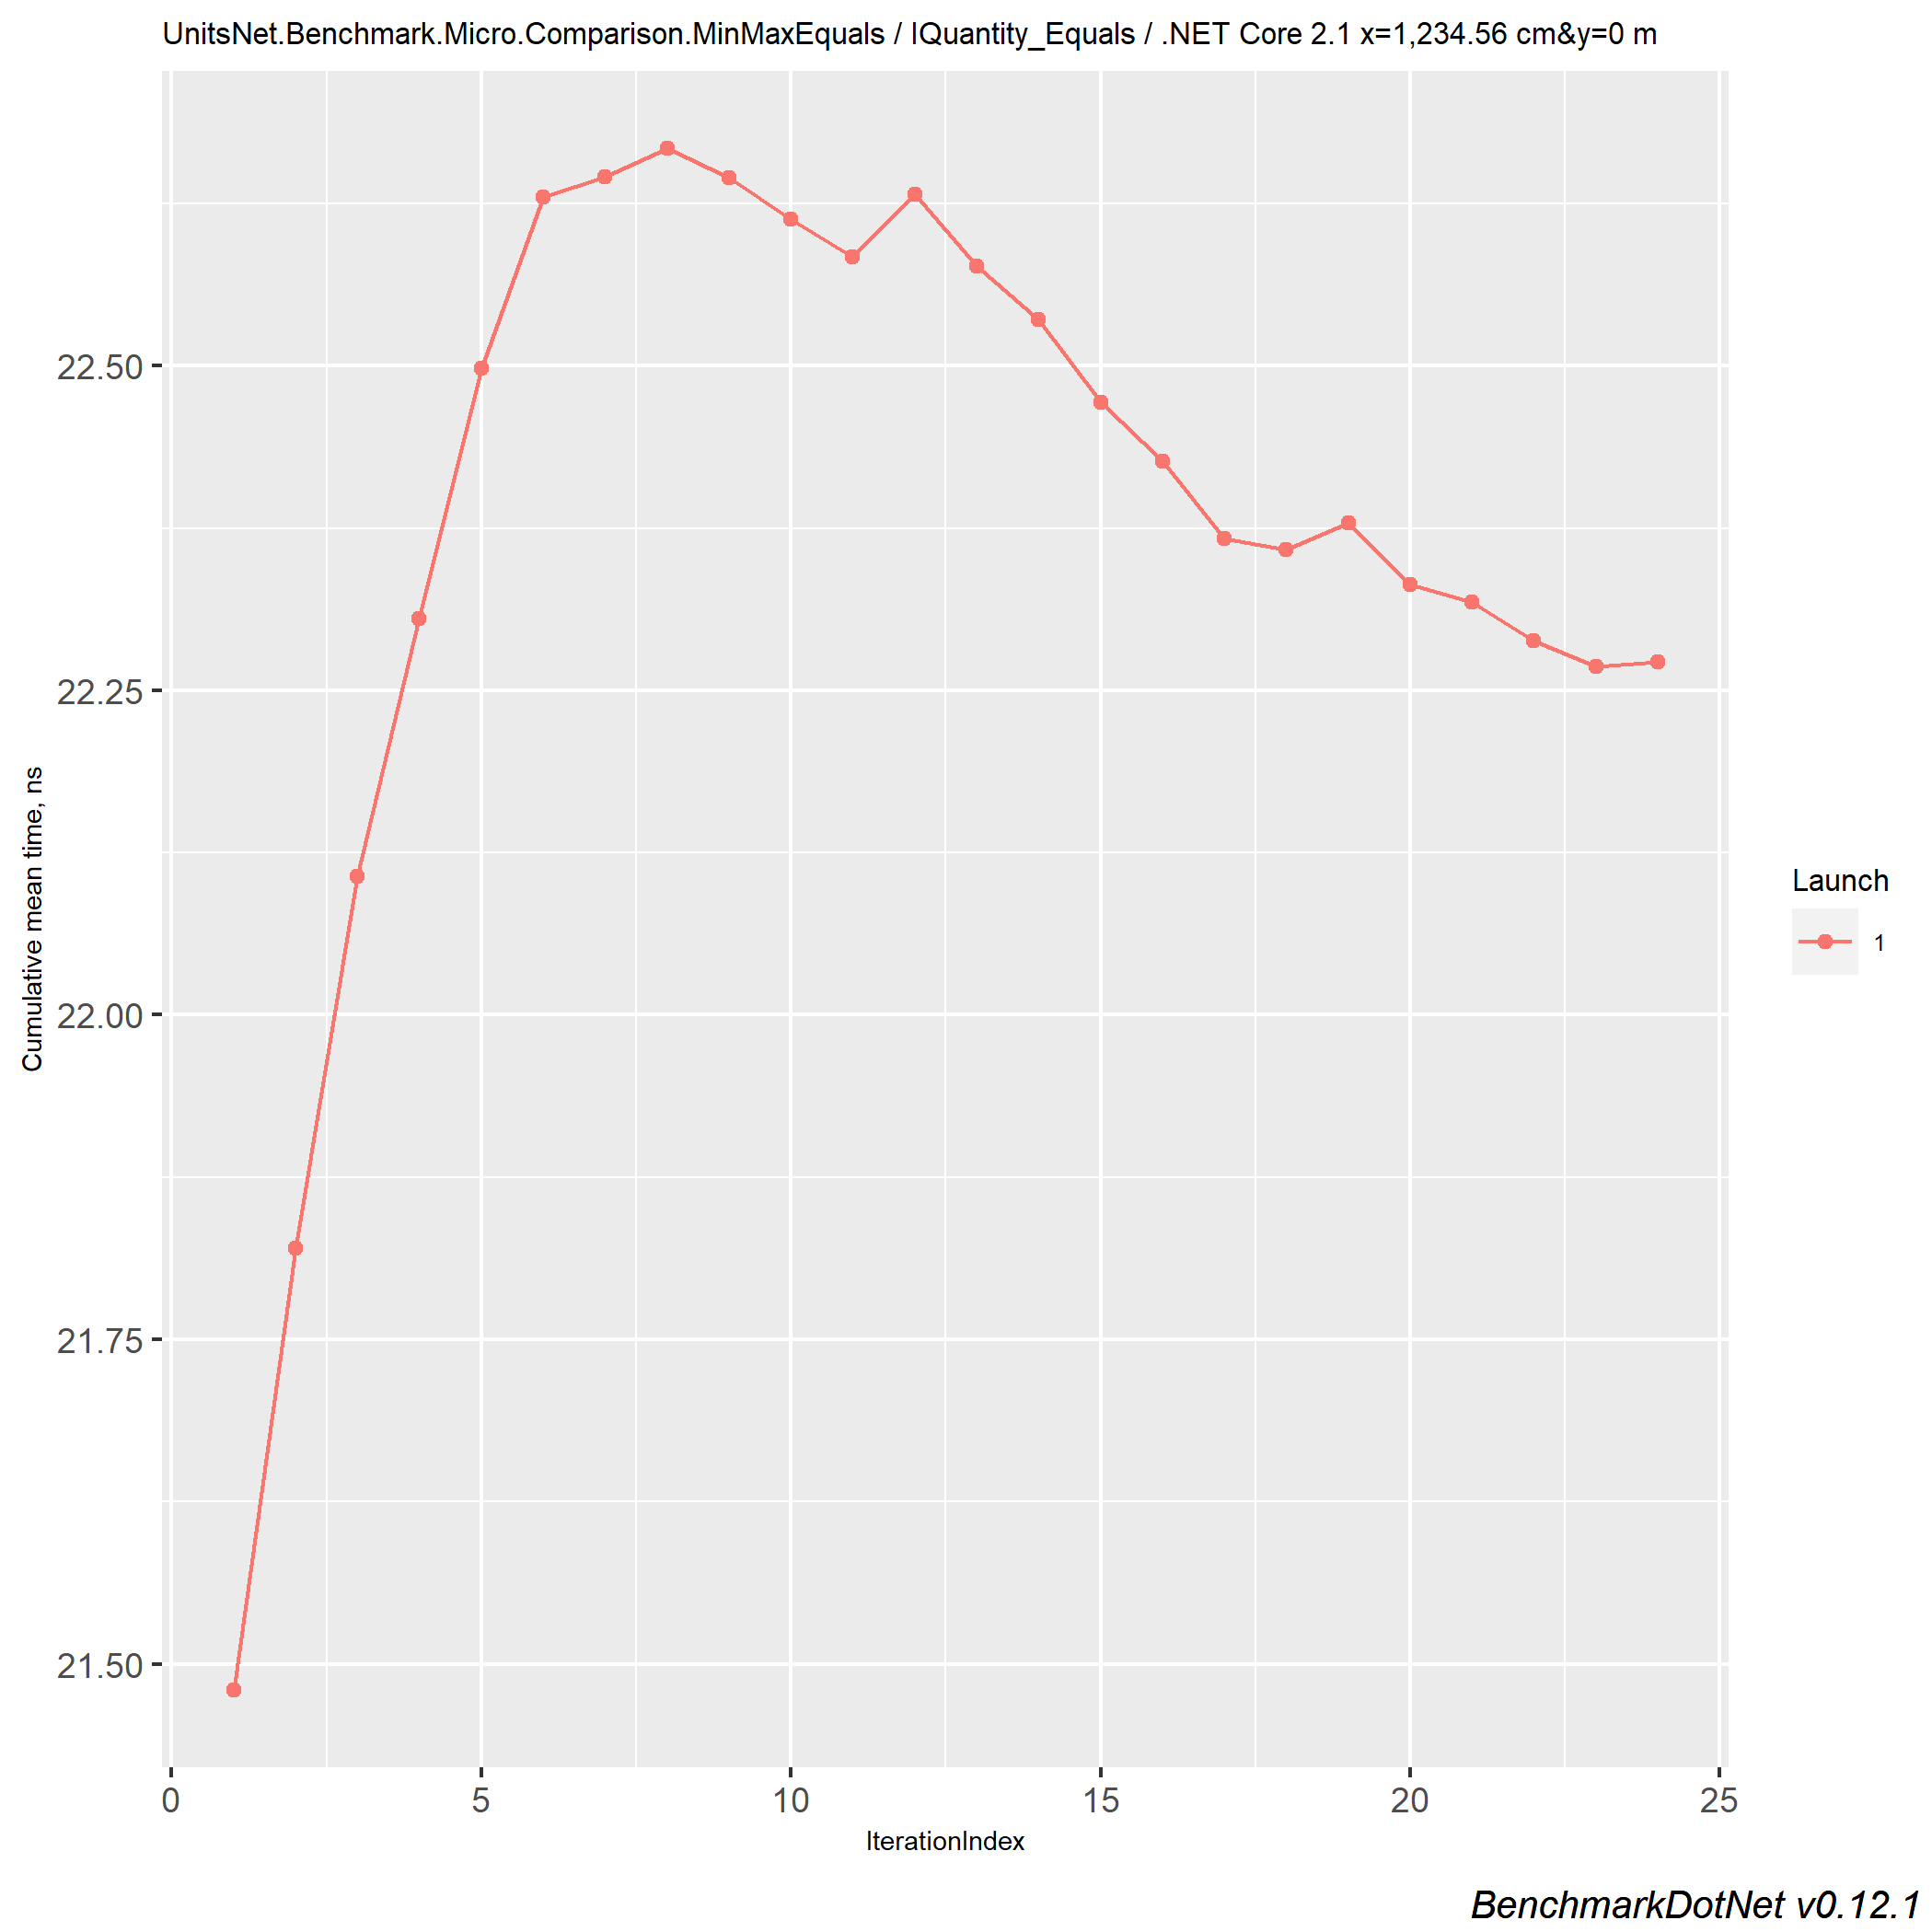 UnitsNet.Benchmark.Micro.Comparison.MinMaxEquals / IQuantity_Equals / .NET Core 2.1 x=1,234.56 cm&y=0 m
Cumulative mean time, ns
22.50
22.25
22.00
21.75
21.50
0 5 10 15 20 25
IterationIndex
Launch
1
BenchmarkDotNet v0.12.1